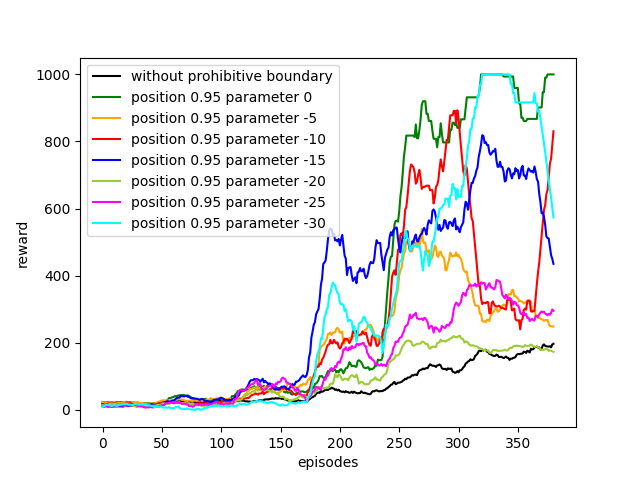 1000
800
600
400
200
0
reward
without prohibitive boundary
position 0.95 parameter 0
position 0.95 parameter -5
position 0.95 parameter -10
position 0.95 parameter -15
position 0.95 parameter -20
position 0.95 parameter -25
position 0.95 parameter -30
0 50 100 150 200 250 300 350
episodes